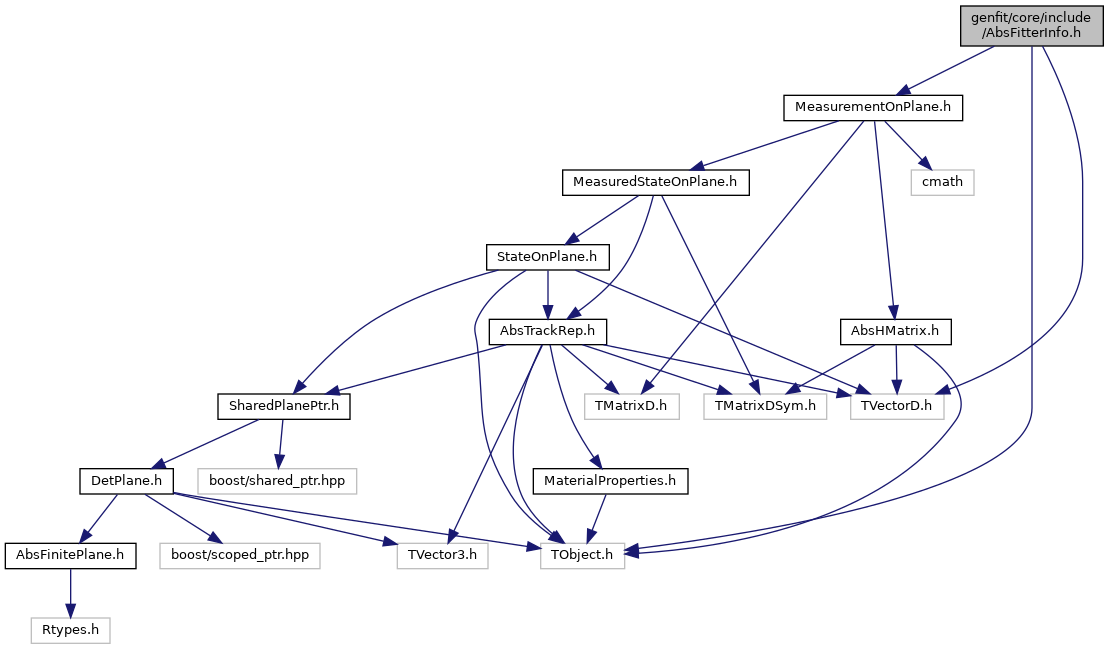 genfit/core/include
/AbsFitterInfo.h
MeasurementOnPlane.h
MeasuredStateOnPlane.h
cmath
StateOnPlane.h
AbsTrackRep.h
AbsHMatrix.h
SharedPlanePtr.h
TMatrixD.h
TMatrixDSym.h
TVectorD.h
DetPlane.h
boost/shared_ptr.hpp
MaterialProperties.h
AbsFinitePlane.h
boost/scoped_ptr.hpp
TVector3.h
TObject.h
Rtypes.h